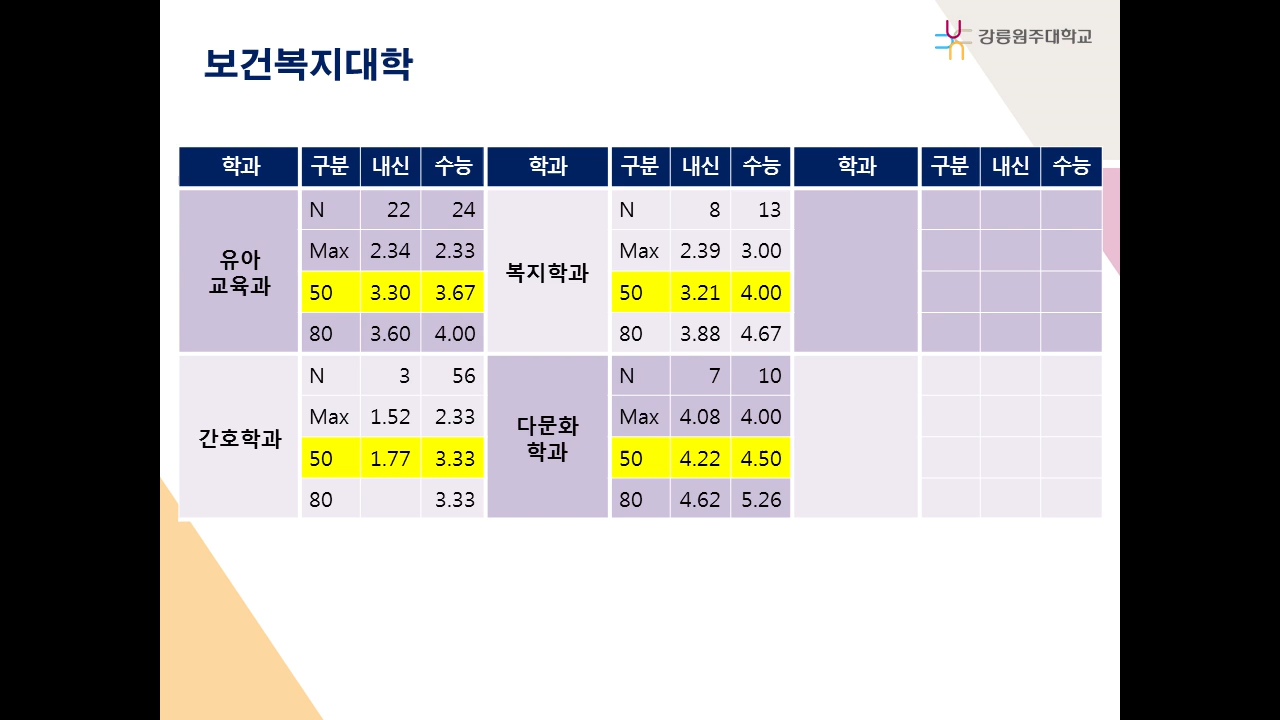 보건복지대학
강릉원주대학교
학과 구분 내신 수능 학과 구분 내신 수능 학과 구분 내신 수능
유아
교육과
N 22 24
Max 2.34 2.33
50 3.30 3.67
80 3.60 4.00
복지학과
N 8 13
Max 2.39 3.00
50 3.21 4.00
80 3.88 4.67
간호학과
N 3 56
Max 1.52 2.33
50 1.77 3.33
80 3.33
다문화
학과
N 7 10
Max 4.08 4.00
50 4.22 4.50
80 4.62 5.26